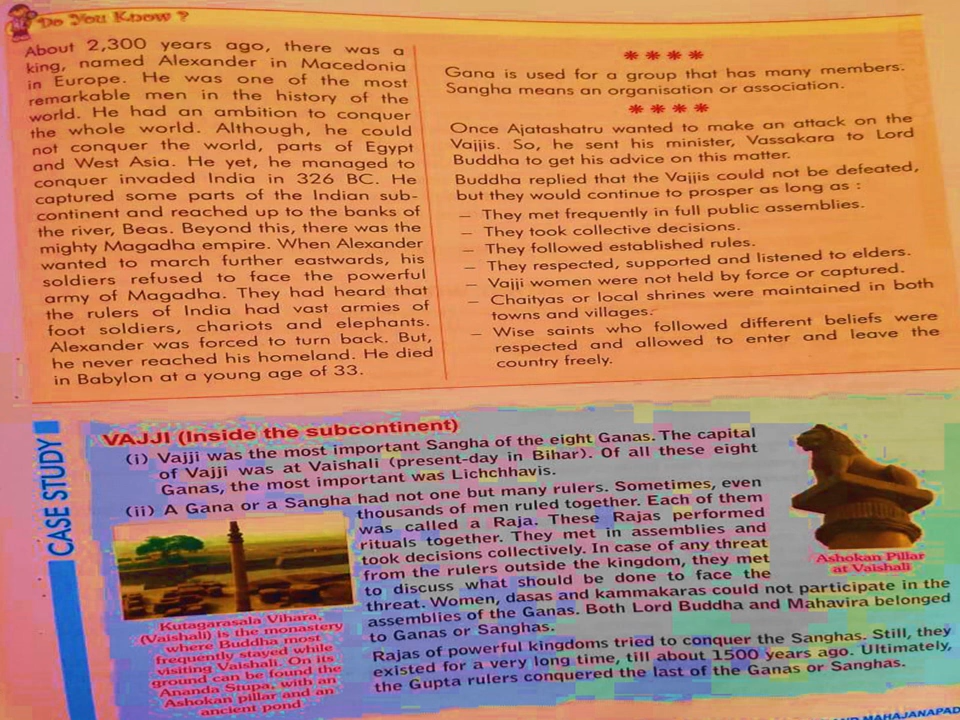 Do You Know ?
About 2,300 years ago, there was a
king, named Alexander in Macedonia
in Europe. He was one of the most
remarkable men in the history of the
world. He had an ambition to conquer
the whole world. Although, he could
not conquer the world, parts of Egypt
and West Asia. He yet, he managed to
conquer invaded India in 326 BC. He
captured some parts of the Indian sub-
continent and reached up to the banks of
the river, Beas. Beyond this, there was the
mighty Magadha empire. When Alexander
wanted to march further eastwards, his
soldiers refused to face the powerful
army of Magadha. They had heard that
the rulers of India had vast armies of
foot soldiers, chariots and elephants.
Alexander was forced to turn back. But,
he never reached his homeland. He died
in Babylon at a young age of 33.
****
Gana is used for a group that has many members.
Sangha means an organisation or association.
****
Once Ajatashatru wanted to make an attack on the
Vajjis. So, he sent his minister, Vassakara to Lord
Buddha to get his advice on this matter.
Buddha replied that the Vajjis could not be defeated,
but they would continue to prosper as long as :
– They met frequently in full public assemblies.
– They took collective decisions.
– They followed established rules.
– They respected, supported and listened to elders.
– Vajji women were not held by force or captured.
– Chaityas or local shrines were maintained in both
towns and villages.
– Wise saints who followed different beliefs were
respected and allowed to enter and leave the
country freely.
CASE STUDY
VAJJI (Inside the subcontinent)
(i) Vajji was the most important Sangha of the eight Ganas. The capital
of Vajji was at Vaishali (present-day in Bihar). Of all these eight
Ganas, the most important was Lichchhavis.
(ii) A Gana or a Sangha had not one but many rulers. Sometimes, even
thousands of men ruled together. Each of them
was called a Raja. These Rajas performed
rituals together. They met in assemblies and
took decisions collectively. In case of any threat
from the rulers outside the kingdom, they met
to discuss what should be done to face the
threat. Women, dasas and kammakaras could not participate in the
assemblies of the Ganas. Both Lord Buddha and Mahavira belonged
to Ganas or Sanghas.
Rajas of powerful kingdoms tried to conquer the Sanghas. Still, they
existed for a very long time, till about 1500 years ago. Ultimately,
the Gupta rulers conquered the last of the Ganas or Sanghas.
Ashokan Pillar
at Vaishali
Kutagarasala Vihara,
(Vaishali) is the monastery
where Buddha most
frequently stayed while
visiting Vaishali. On its
ground can be found the
Ananda Stupa, with an
Ashokan pillar and an
ancient pond
MAHAJANAPAD